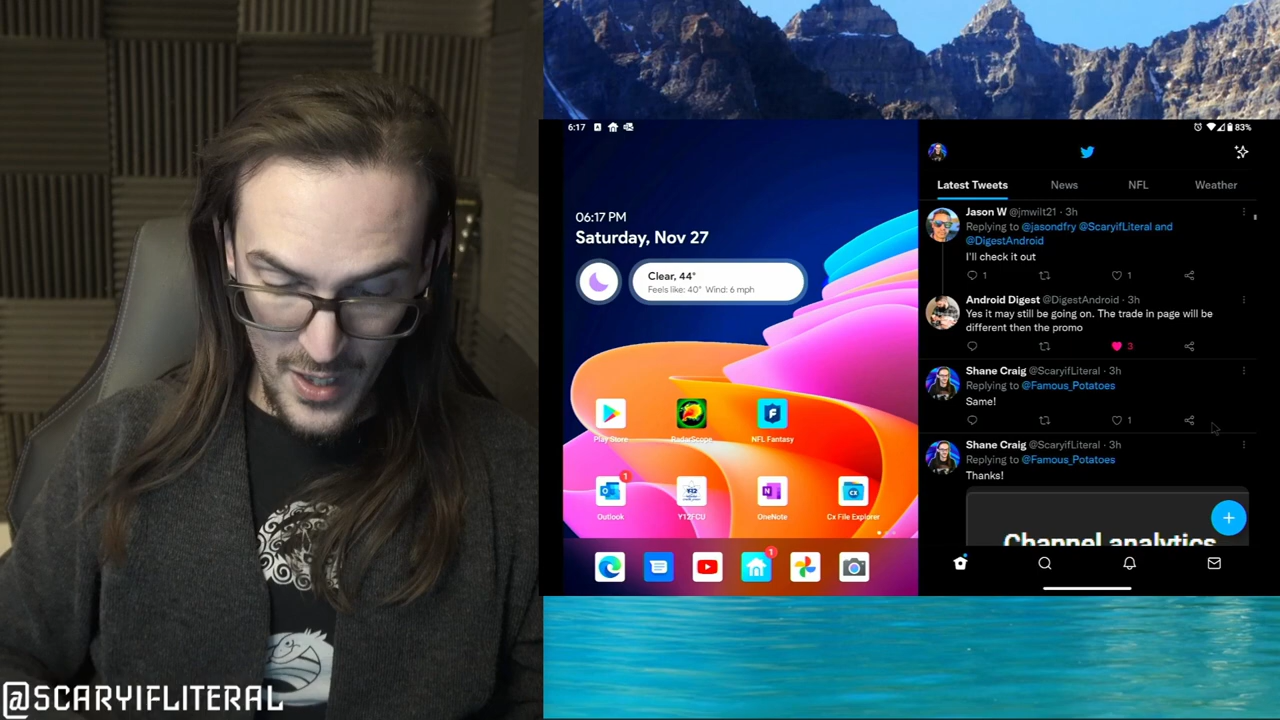 6:17
83%
06:17 PM
Saturday, Nov 27
Clear, 44°
Feels like: 40° Wind: 6 mph
Play Store
RadarScope
NFL Fantasy
1
Y12
Outlook
Y12FCU
OneNote
Cx File Explorer
1
Latest Tweets
News
NFL
Weather
Jason W @jmwilt21 · 3h
Replying to @jasondfry @ScaryifLiteral and
@DigestAndroid
I'll check it out
1
1
Android Digest @DigestAndroid · 3h
Yes it may still be going on. The trade in page will be
different then the promo
3
Shane Craig @ScaryifLiteral · 3h
Replying to @Famous_Potatoes
Same!
1
Shane Craig @ScaryifLiteral · 3h
Replying to @Famous_Potatoes
Thanks!
Channel analytics
@SCARYIFLITERAL